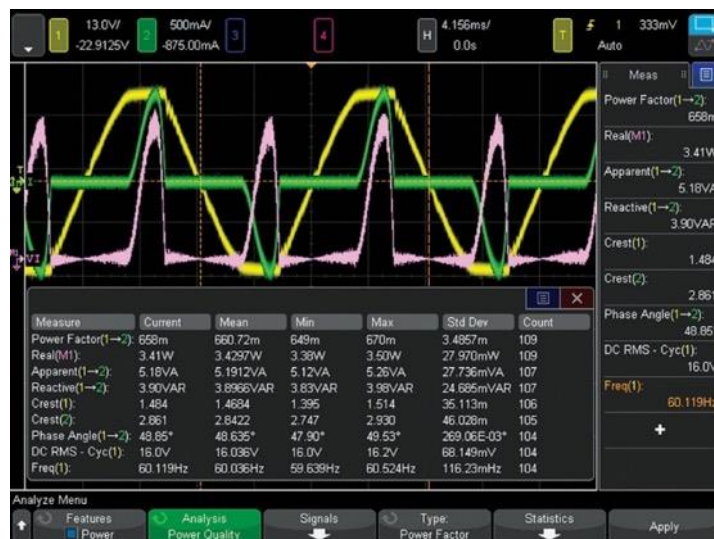 1 13.0V/ 2 500mA/ 3 4 H 4.156ms/ T 1 333mV
-22.9125V -875.00mA 0.0s Auto
Meas
Power Factor(1→2):
658m
Real(M1):
3.41W
Apparent(1→2):
5.18VA
Reactive(1→2):
3.90VAR
Crest(1):
1.484
Crest(2):
2.861
Phase Angle(1→2):
48.85°
DC RMS - Cyc(1):
16.0V
Freq(1):
60.119Hz
+
T
I
VI
Measure Current Mean Min Max Std Dev Count
Power Factor(1→2): 658m 660.72m 649m 670m 3.4857m 109
Real(M1): 3.41W 3.4297W 3.38W 3.50W 27.970mW 109
Apparent(1→2): 5.18VA 5.1912VA 5.12VA 5.26VA 27.736mVA 107
Reactive(1→2): 3.90VAR 3.8966VAR 3.83VAR 3.98VAR 24.685mVAR 107
Crest(1): 1.484 1.4684 1.395 1.514 35.113m 106
Crest(2): 2.861 2.8422 2.747 2.930 46.028m 105
Phase Angle(1→2): 48.85° 48.635° 47.90° 49.53° 269.06E-03° 104
DC RMS - Cyc(1): 16.0V 16.036V 16.0V 16.2V 68.149mV 104
Freq(1): 60.119Hz 60.036Hz 59.639Hz 60.524Hz 116.23mHz 104
Analyze Menu
Features Analysis Signals Type: Statistics Apply
Power Power Quality Power Factor